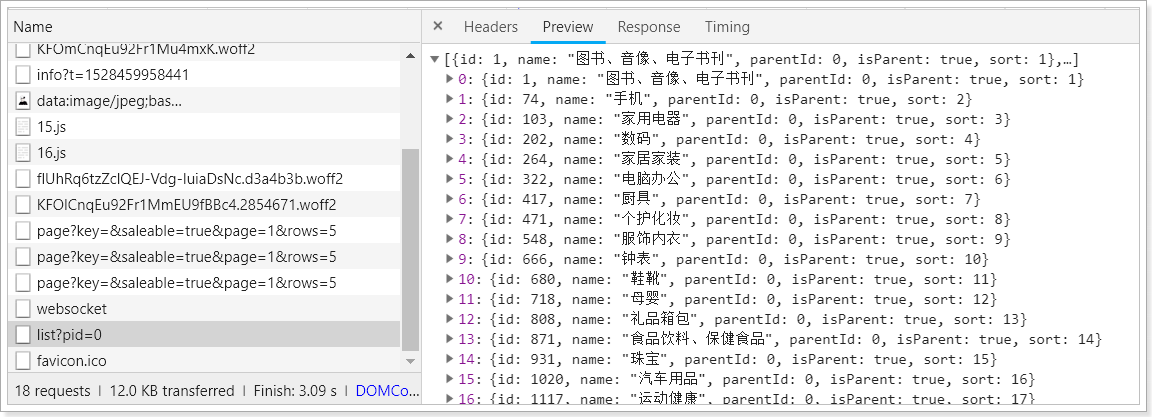 Name
KFOmCnqEu92Fr1Mu4mxK.woff2
info?t=1528459958441
data:image/jpeg;bas...
15.js
16.js
flUhRq6tzZclQEJ-Vdg-IuiaDsNc.d3a4b3b.woff2
KFOlCnqEu92Fr1MmEU9fBBc4.2854671.woff2
page?key=&saleable=true&page=1&rows=5
page?key=&saleable=true&page=1&rows=5
page?key=&saleable=true&page=1&rows=5
websocket
list?pid=0
favicon.ico
18 requests | 12.0 KB transferred | Finish: 3.09 s | DOMCo...
× Headers Preview Response Timing
[{id: 1, name: "图书、音像、电子书刊", parentId: 0, isParent: true, sort: 1},…]
0: {id: 1, name: "图书、音像、电子书刊", parentId: 0, isParent: true, sort: 1}
1: {id: 74, name: "手机", parentId: 0, isParent: true, sort: 2}
2: {id: 103, name: "家用电器", parentId: 0, isParent: true, sort: 3}
3: {id: 202, name: "数码", parentId: 0, isParent: true, sort: 4}
4: {id: 264, name: "家居家装", parentId: 0, isParent: true, sort: 5}
5: {id: 322, name: "电脑办公", parentId: 0, isParent: true, sort: 6}
6: {id: 417, name: "厨具", parentId: 0, isParent: true, sort: 7}
7: {id: 471, name: "个护化妆", parentId: 0, isParent: true, sort: 8}
8: {id: 548, name: "服饰内衣", parentId: 0, isParent: true, sort: 9}
9: {id: 666, name: "钟表", parentId: 0, isParent: true, sort: 10}
10: {id: 680, name: "鞋靴", parentId: 0, isParent: true, sort: 11}
11: {id: 718, name: "母婴", parentId: 0, isParent: true, sort: 12}
12: {id: 808, name: "礼品箱包", parentId: 0, isParent: true, sort: 13}
13: {id: 871, name: "食品饮料、保健食品", parentId: 0, isParent: true, sort: 14}
14: {id: 931, name: "珠宝", parentId: 0, isParent: true, sort: 15}
15: {id: 1020, name: "汽车用品", parentId: 0, isParent: true, sort: 16}
16: {id: 1117, name: "运动健康", parentId: 0, isParent: true, sort: 17}